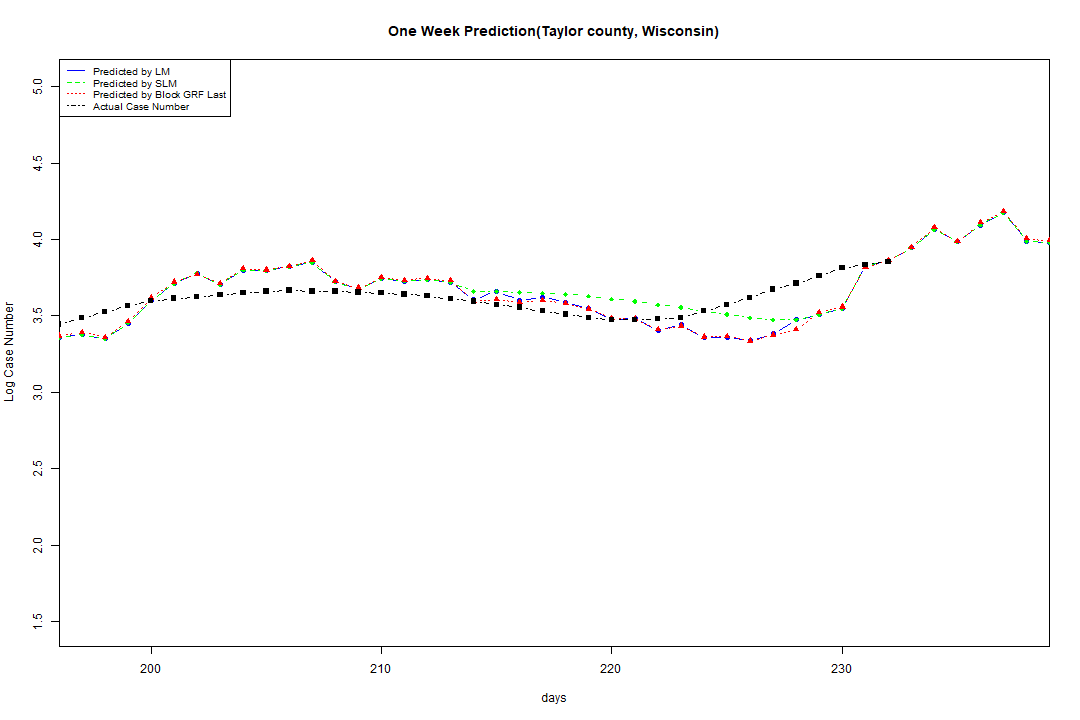 One Week Prediction(Taylor county, Wisconsin)
Predicted by LM
Predicted by SLM
Predicted by Block GRF Last
Actual Case Number
5.0
4.5
4.0
3.5
3.0
2.5
2.0
1.5
Log Case Number
200 210 220 230
days